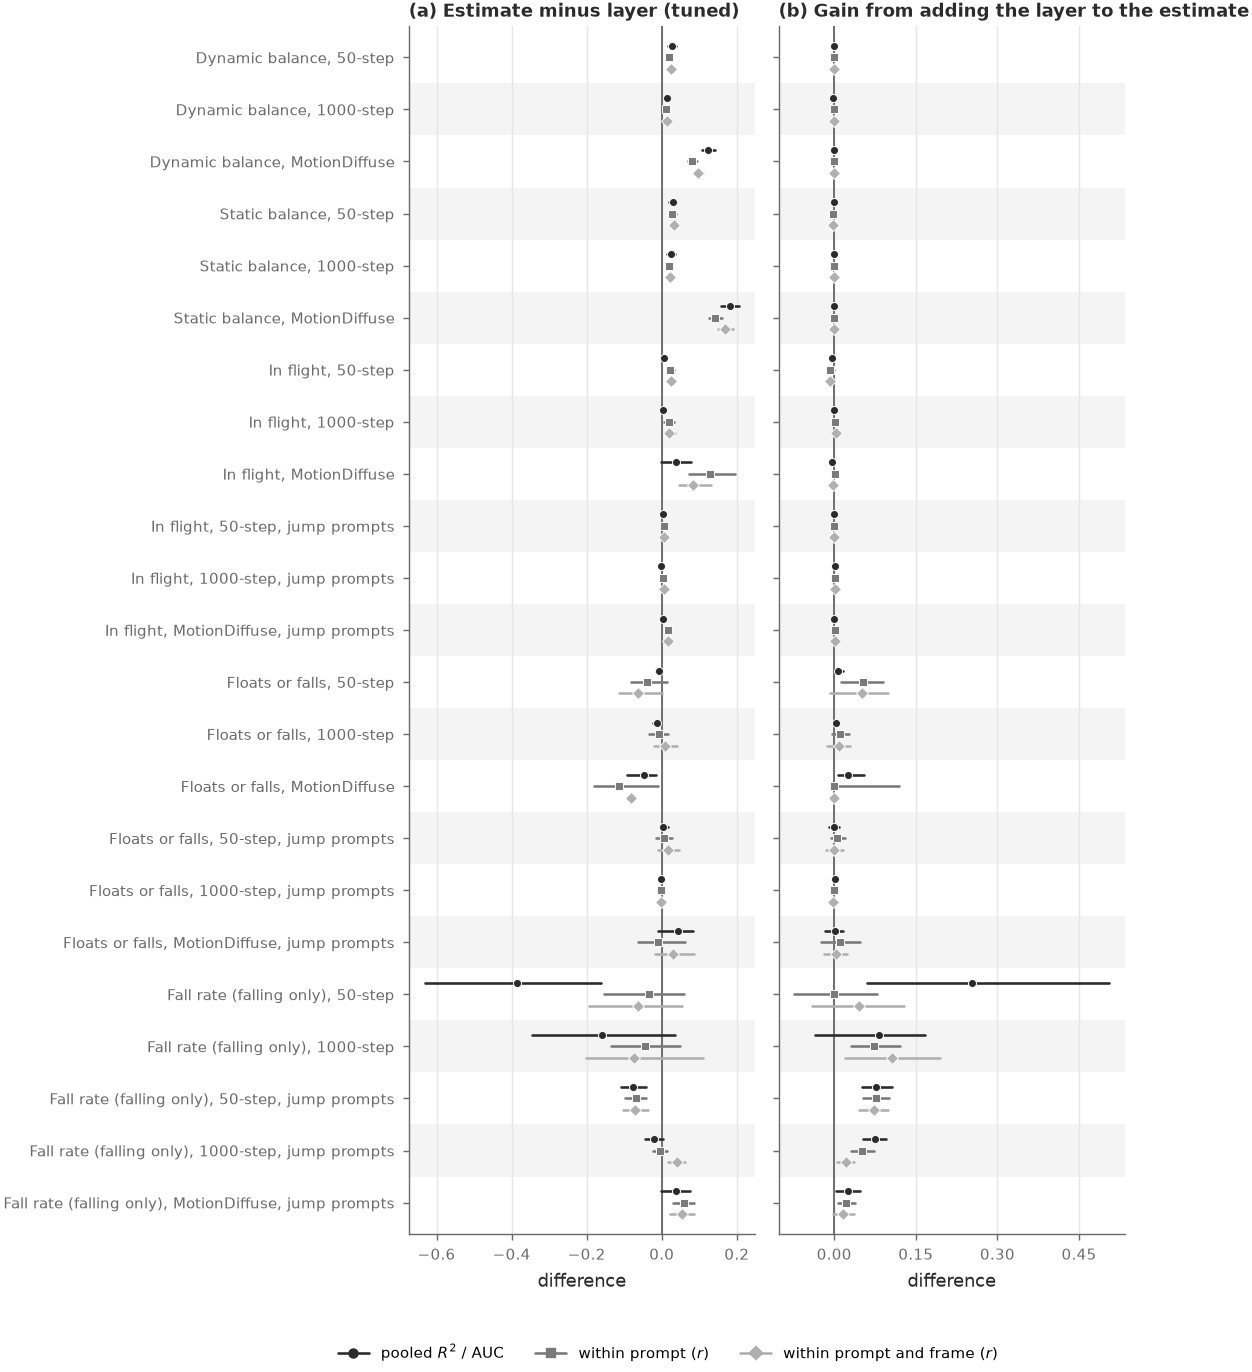 (a) Estimate minus layer (tuned)
(b) Gain from adding the layer to the estimate
Dynamic balance, 50-step
Dynamic balance, 1000-step
Dynamic balance, MotionDiffuse
Static balance, 50-step
Static balance, 1000-step
Static balance, MotionDiffuse
In flight, 50-step
In flight, 1000-step
In flight, MotionDiffuse
In flight, 50-step, jump prompts
In flight, 1000-step, jump prompts
In flight, MotionDiffuse, jump prompts
Floats or falls, 50-step
Floats or falls, 1000-step
Floats or falls, MotionDiffuse
Floats or falls, 50-step, jump prompts
Floats or falls, 1000-step, jump prompts
Floats or falls, MotionDiffuse, jump prompts
Fall rate (falling only), 50-step
Fall rate (falling only), 1000-step
Fall rate (falling only), 50-step, jump prompts
Fall rate (falling only), 1000-step, jump prompts
Fall rate (falling only), MotionDiffuse, jump prompts
−0.6 −0.4 −0.2 0.0 0.2
difference
0.00 0.15 0.30 0.45
difference
pooled R² / AUC
within prompt (r)
within prompt and frame (r)